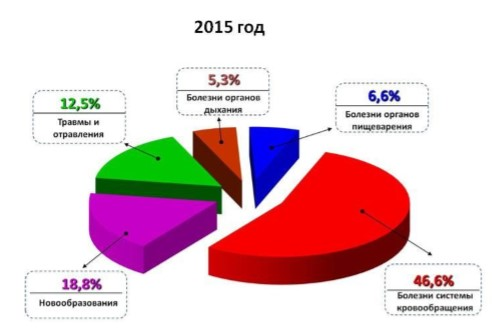 2015 год
5,3%
Болезни органов
дыхания
12,5%
Травмы и
отравления
6,6%
Болезни органов
пищеварения
18,8%
Новообразования
46,6%
Болезни системы
кровообращения